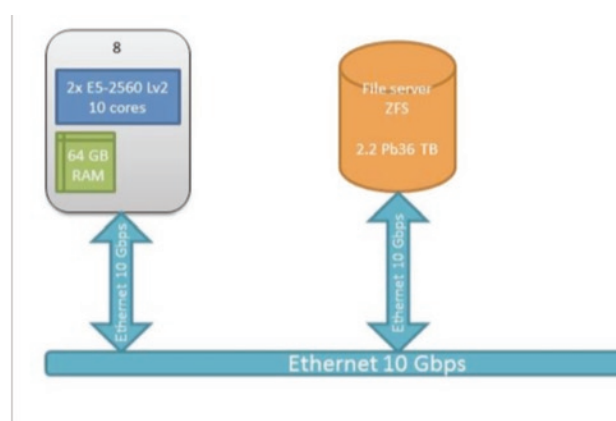 8
2x E5-2560 Lv2
10 cores
64 GB
RAM
File server
ZFS
2.2 Pb36 TB
Ethernet 10 Gbps
Ethernet 10 Gbps
Ethernet 10 Gbps